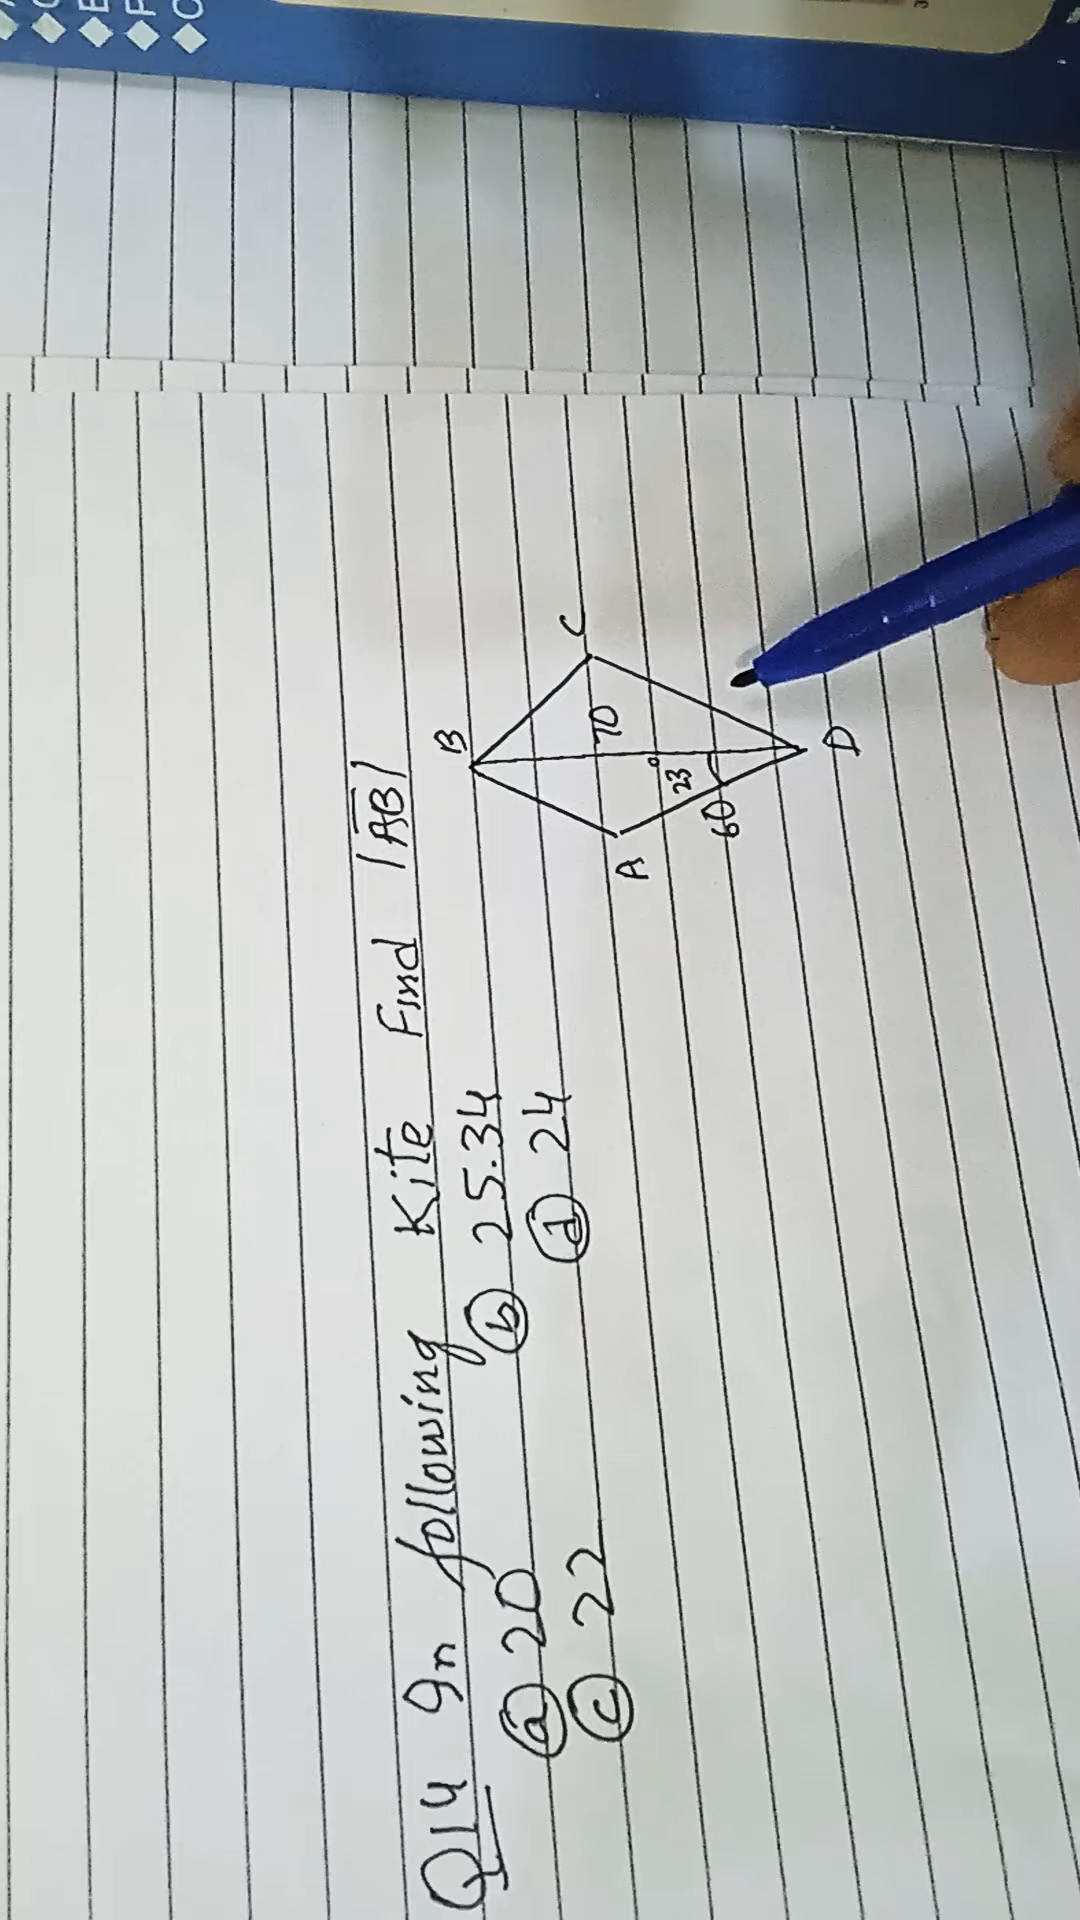 Q14 In following Kite Find |AB|
(a) 20 (b) 25.34
(c) 22 (d) 24
B
C
70
23°
A
60
D